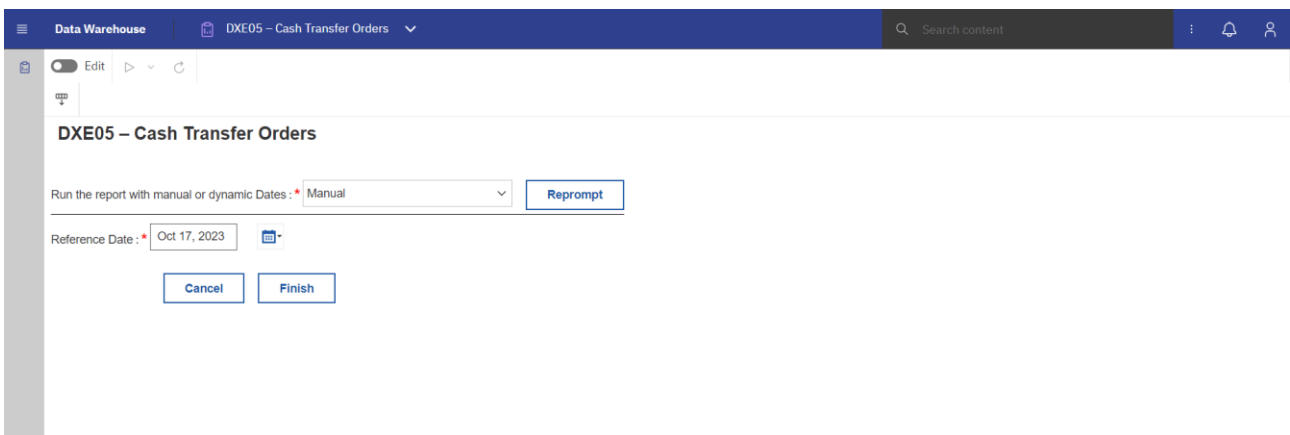 Data Warehouse DXE05 – Cash Transfer Orders Search content
Edit
DXE05 – Cash Transfer Orders
Run the report with manual or dynamic Dates : * Manual Reprompt
Reference Date : * Oct 17, 2023
Cancel Finish